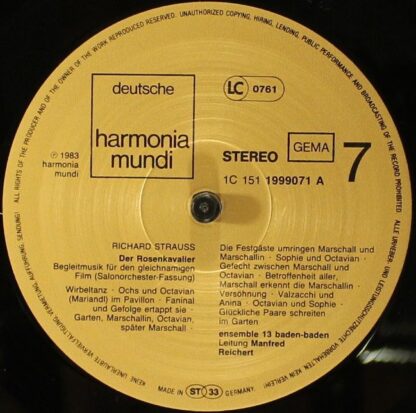 UNAUTHORIZED COPYING, HIRING, LENDING, PUBLIC PERFORMANCE AND BROADCASTING OF THE RECORD PROHIBITED.
ALL RIGHTS OF THE PRODUCER AND OF THE OWNER OF THE WORK REPRODUCED RESERVED.
deutsche
harmonia
mundi
LC 0761
℗ 1983
harmonia
mundi
STEREO
GEMA
7
1C 151 1999071 A
RICHARD STRAUSS
Der Rosenkavalier
Begleitmusik für den gleichnamigen
Film (Salonorchester-Fassung)
Wirbeltanz · Ochs und Octavian
(Mariandl) im Pavillon · Faninal
und Gefolge ertappt sie ·
Garten, Marschallin, Octavian,
später Marschall ·
Die Festgäste umringen Marschall und
Marschallin · Sophie und Octavian ·
Gefecht zwischen Marschall und
Octavian · Betroffenheit aller,
Marschall erkennt die Marschallin ·
Versöhnung · Valzacchi und
Annina · Octavian und Sophie ·
Glückliche Paare schreiten
im Garten
ensemble 13 baden-baden
Leitung Manfred
Reichert
MADE IN ST 33 GERMANY.